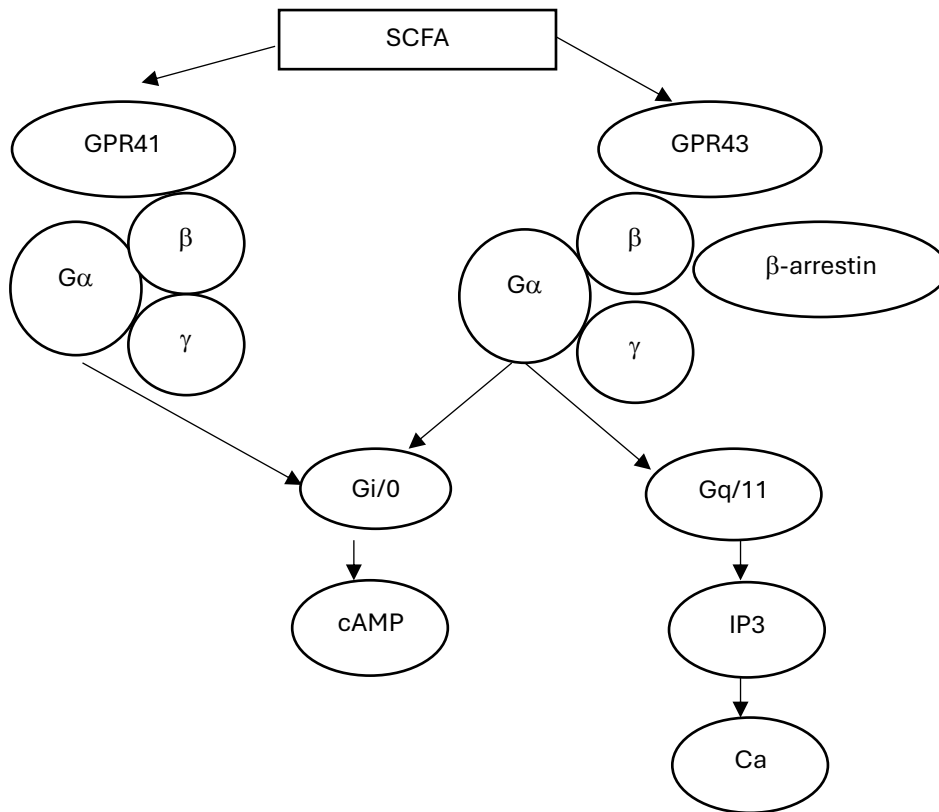 SCFA
GPR41
GPR43
β
β
β-arrestin
Gα
Gα
γ
γ
Gi/0
Gq/11
cAMP
IP3
Ca